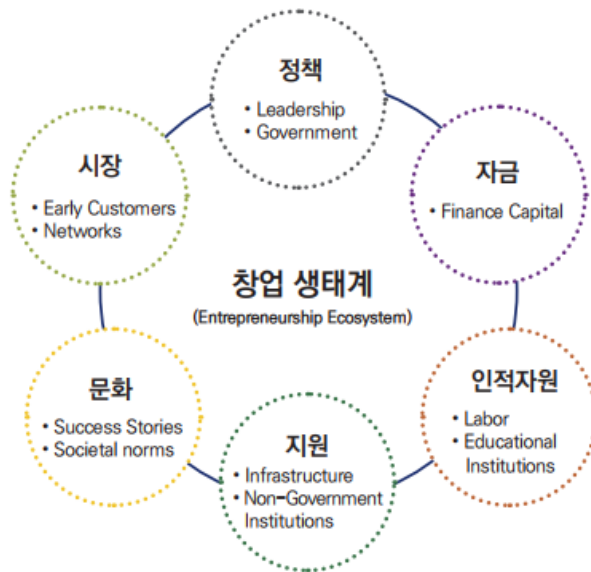 정책
• Leadership
• Government
시장
• Early Customers
• Networks
자금
• Finance Capital
창업 생태계
(Entrepreneurship Ecosystem)
문화
• Success Stories
• Societal norms
지원
• Infrastructure
• Non-Government
Institutions
인적자원
• Labor
• Educational
Institutions